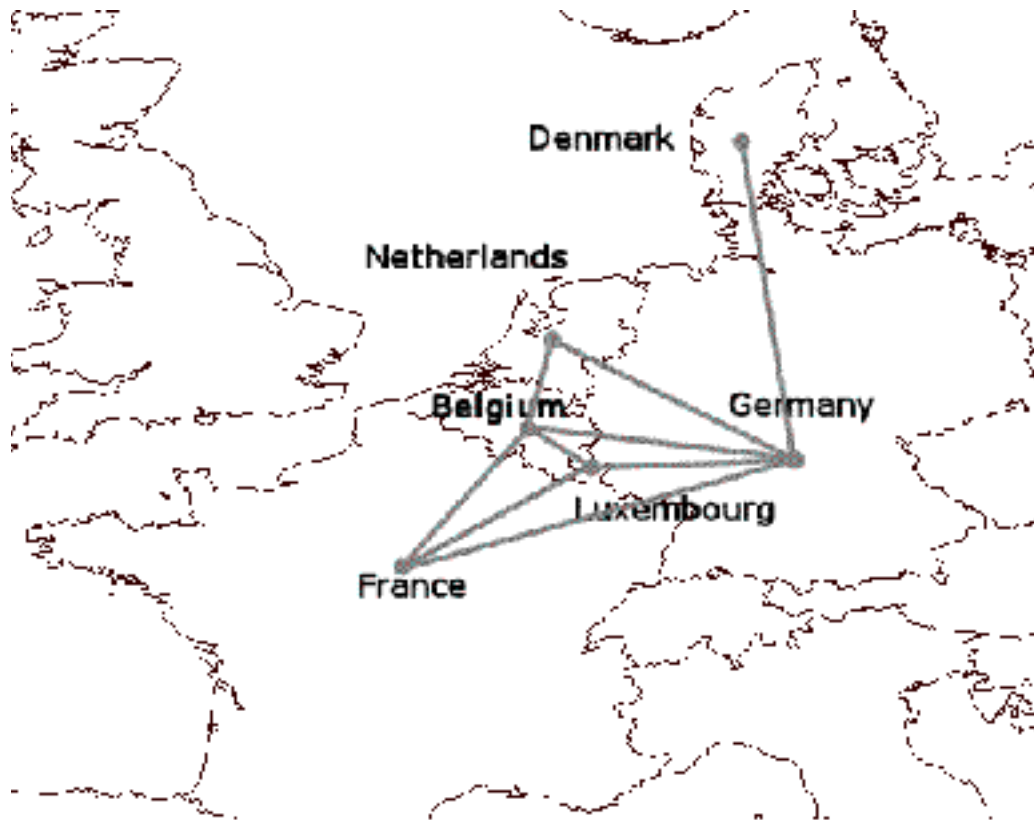 Denmark
Netherlands
Belgium
Germany
Luxembourg
France